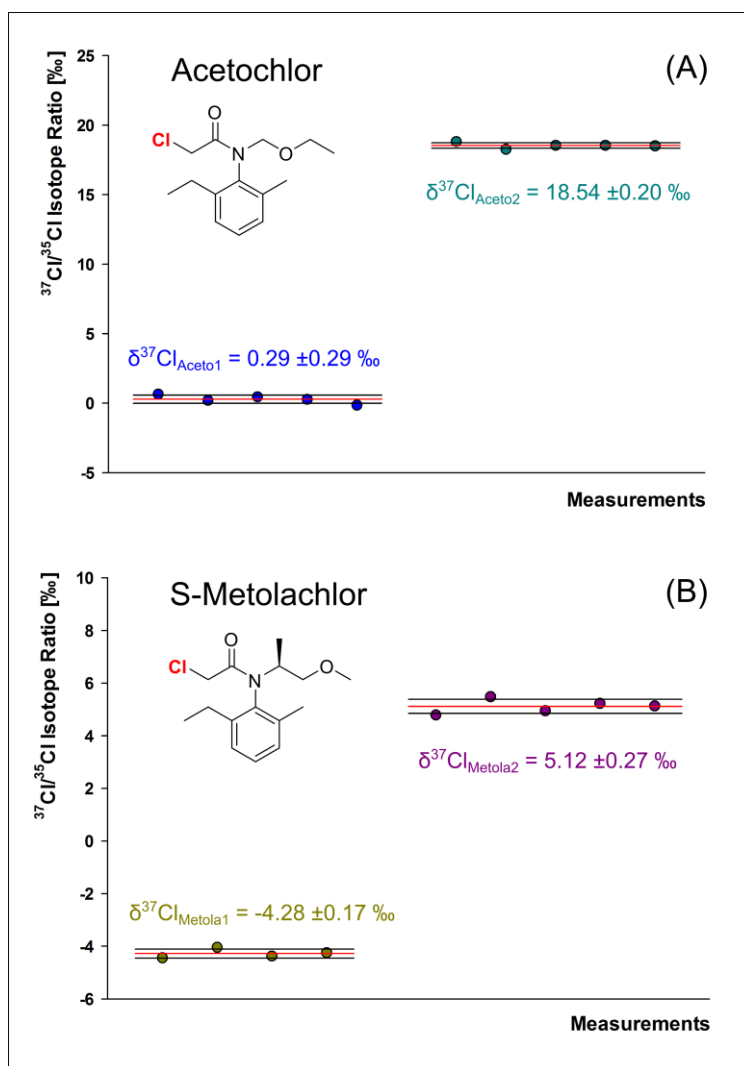 Acetochlor
(A)
³⁷Cl/³⁵Cl Isotope Ratio [‰]
25
20
15
10
5
0
-5
Cl
O
N
O
δ³⁷Cl_Aceto2 = 18.54 ±0.20 ‰
δ³⁷Cl_Aceto1 = 0.29 ±0.29 ‰
Measurements
S-Metolachlor
(B)
³⁷Cl/³⁵Cl Isotope Ratio [‰]
10
8
6
4
2
0
-2
-4
-6
Cl
O
N
O
δ³⁷Cl_Metola2 = 5.12 ±0.27 ‰
δ³⁷Cl_Metola1 = -4.28 ±0.17 ‰
Measurements